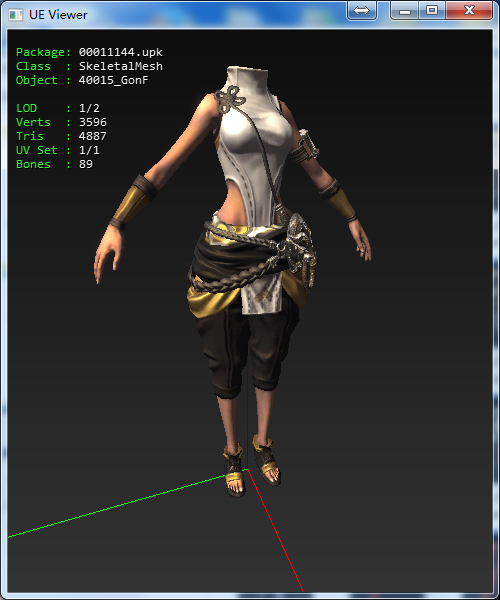 UE Viewer
Package: 00011144.upk
Class : SkeletalMesh
Object : 40015_GonF
LOD : 1/2
Verts : 3596
Tris : 4887
UV Set : 1/1
Bones : 89